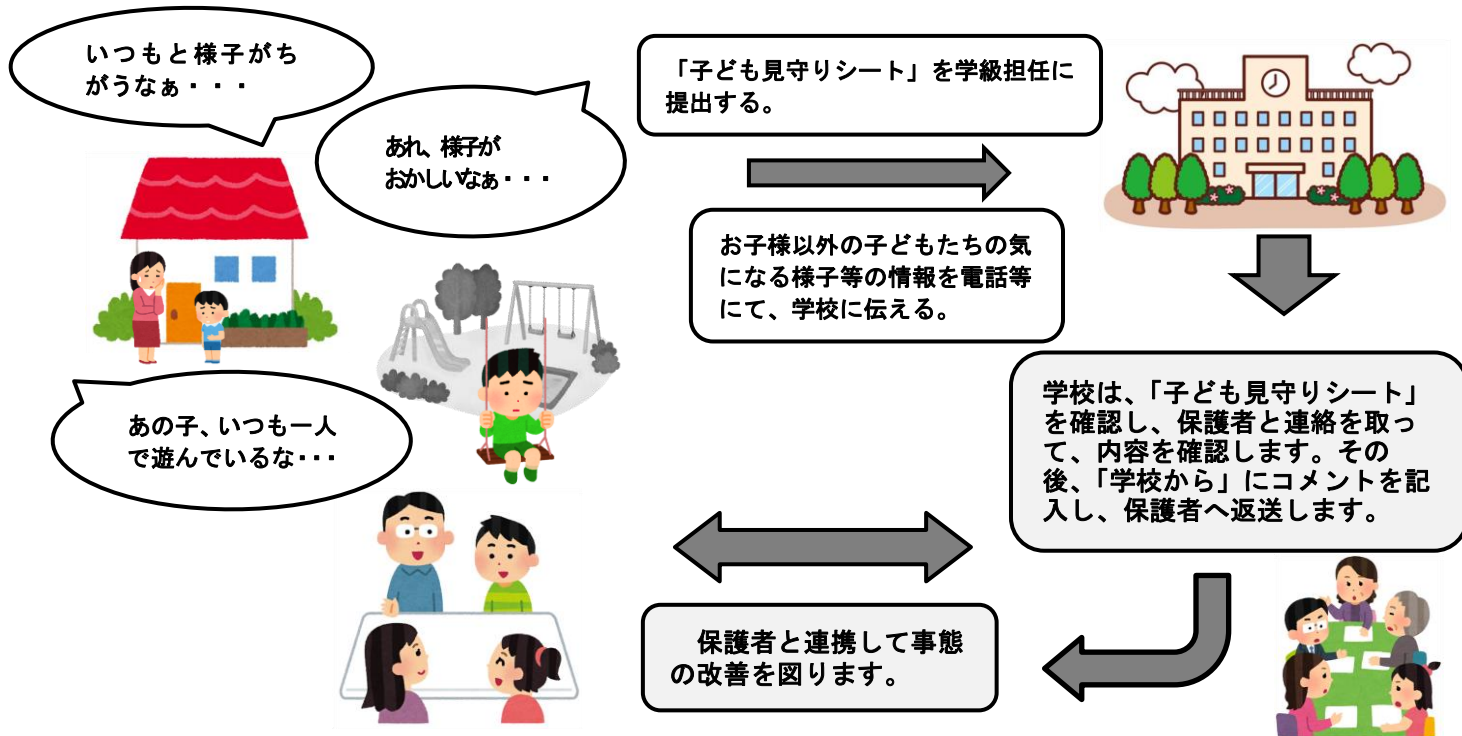 いつもと様子がち
がうなぁ・・・
あれ、様子が
おかしいなぁ・・・
あの子、いつも一人
で遊んでいるな・・・
「子ども見守りシート」を学級担任に
提出する。
お子様以外の子どもたちの気
になる様子等の情報を電話等
にて、学校に伝える。
学校は、「子ども見守りシート」
を確認し、保護者と連絡を取っ
て、内容を確認します。その
後、「学校から」にコメントを記
入し、保護者へ返送します。
保護者と連携して事態
の改善を図ります。